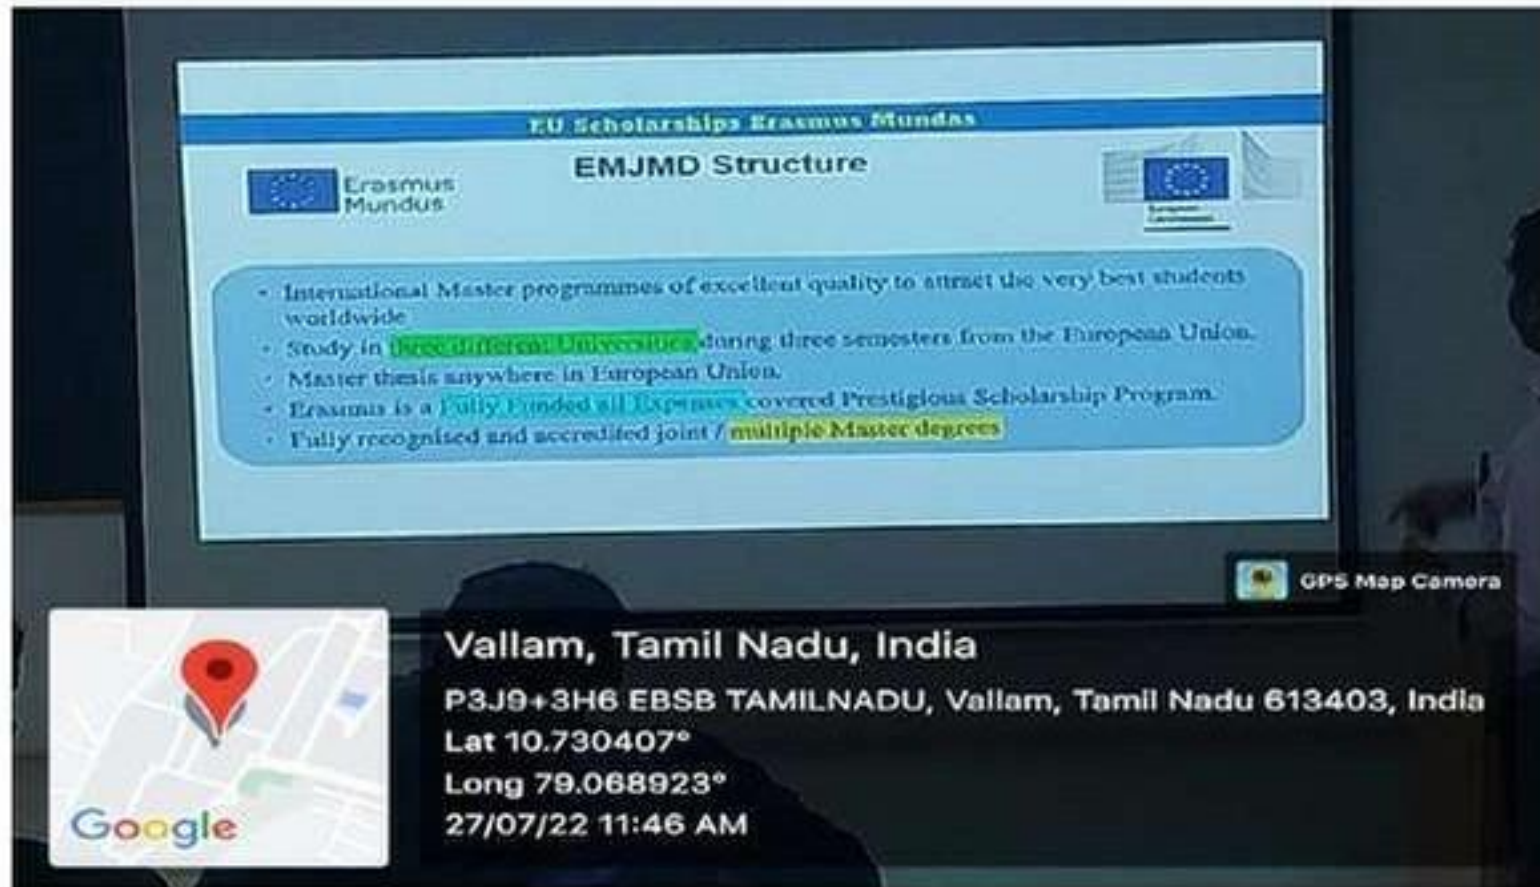 EU Scholarships Erasmus Mundas
EMJMD Structure
Erasmus
Mundus
European
Commission
• International Master programmes of excellent quality to attract the very best students
worldwide
• Study in three different Universities during three semesters from the European Union.
• Master thesis anywhere in European Union.
• Erasmus is a Fully Funded all Expenses covered Prestigious Scholarship Program.
• Fully recognised and accredited joint / multiple Master degrees
GPS Map Camera
Vallam, Tamil Nadu, India
P3J9+3H6 EBSB TAMILNADU, Vallam, Tamil Nadu 613403, India
Lat 10.730407°
Long 79.068923°
27/07/22 11:46 AM
Google